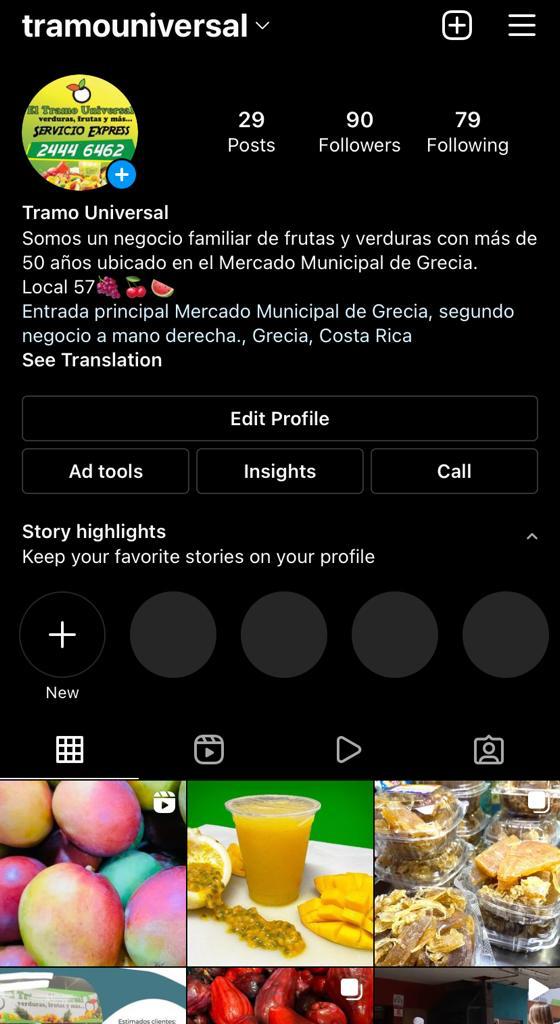 tramouniversal
El Tramo Universal
verduras, frutas y más...
SERVICIO EXPRESS
2444 6462
29
Posts
90
Followers
79
Following
Tramo Universal
Somos un negocio familiar de frutas y verduras con más de
50 años ubicado en el Mercado Municipal de Grecia.
Local 57🍇🍒🍉
Entrada principal Mercado Municipal de Grecia, segundo
negocio a mano derecha., Grecia, Costa Rica
See Translation
Edit Profile
Ad tools
Insights
Call
Story highlights
Keep your favorite stories on your profile
New
verduras, frutas y más...
Estimados clientes: